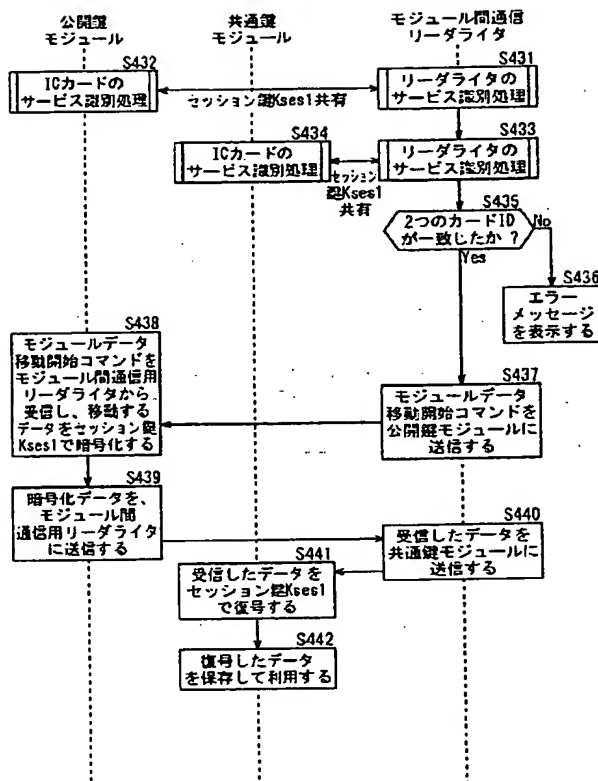 公開鍵
モジュール
共通鍵
モジュール
モジュール間通信
リーダライタ
S432
ICカードの
サービス識別処理
セッション鍵Kses1共有
S431
リーダライタの
サービス識別処理
S434
ICカードの
サービス識別処理
セッション
鍵Kses1
共有
S433
リーダライタの
サービス識別処理
S435
2つのカードID
が一致したか ?
No
Yes
S436
エラー
メッセージ
を表示する
S438
モジュールデータ
移動開始コマンドを
モジュール間通信用
リーダライタから
受信し、移動する
データをセッション鍵
Kses1で暗号化する
S437
モジュールデータ
移動開始コマンドを
公開鍵モジュールに
送信する
S439
暗号化データを、
モジュール間
通信用リーダライタ
に送信する
S440
受信したデータを
共通鍵モジュールに
送信する
S441
受信したデータを
セッション鍵Kses1
で復号する
S442
復号したデータ
を保存して利用する